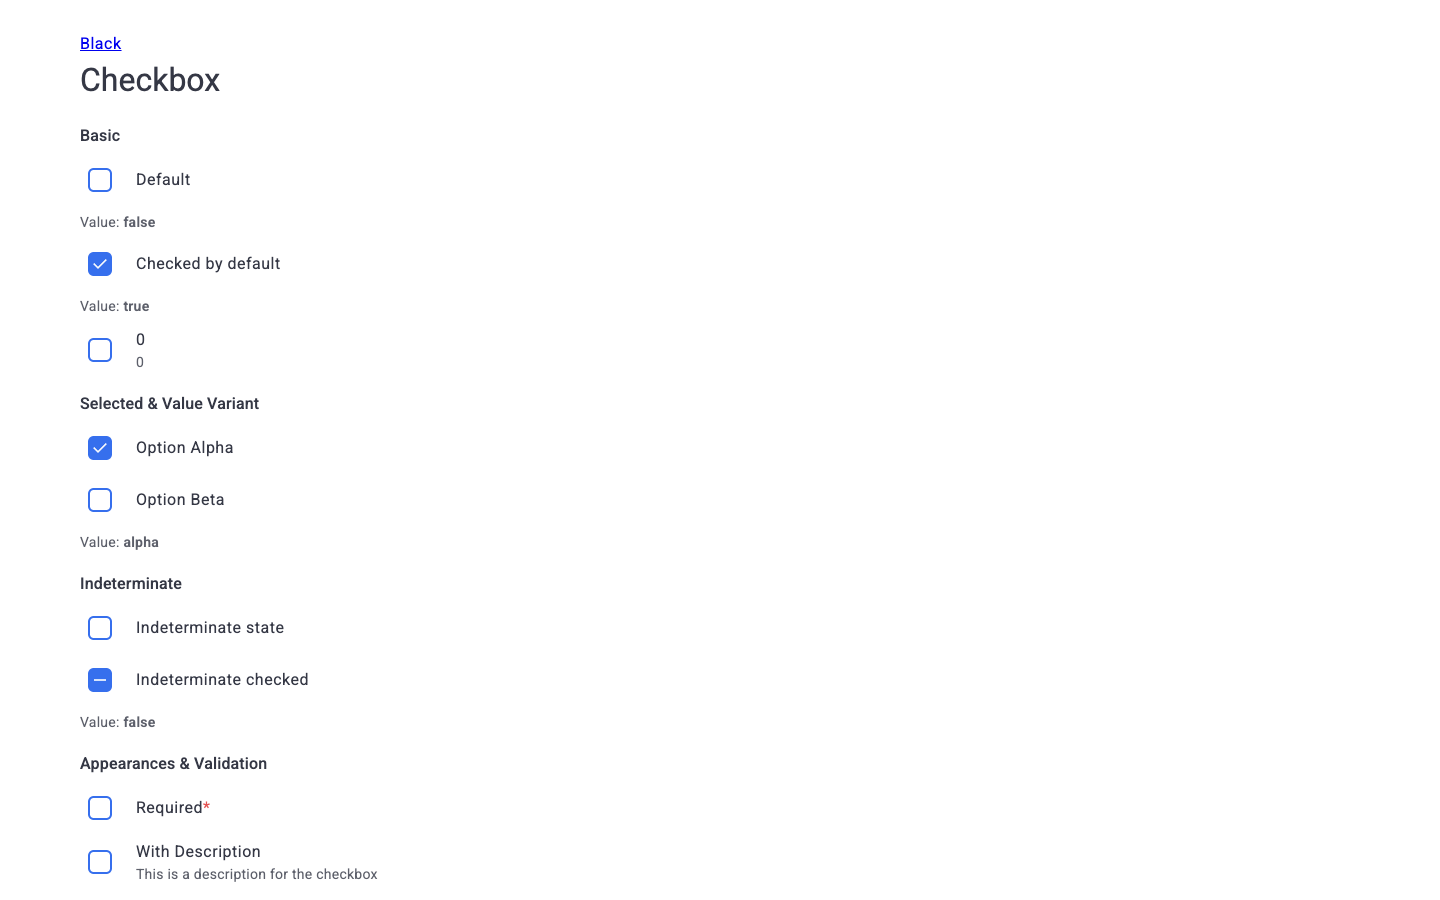 Black
Checkbox
Basic
Default
Value: false
Checked by default
Value: true
0
0
Selected & Value Variant
Option Alpha
Option Beta
Value: alpha
Indeterminate
Indeterminate state
Indeterminate checked
Value: false
Appearances & Validation
Required*
With Description
This is a description for the checkbox